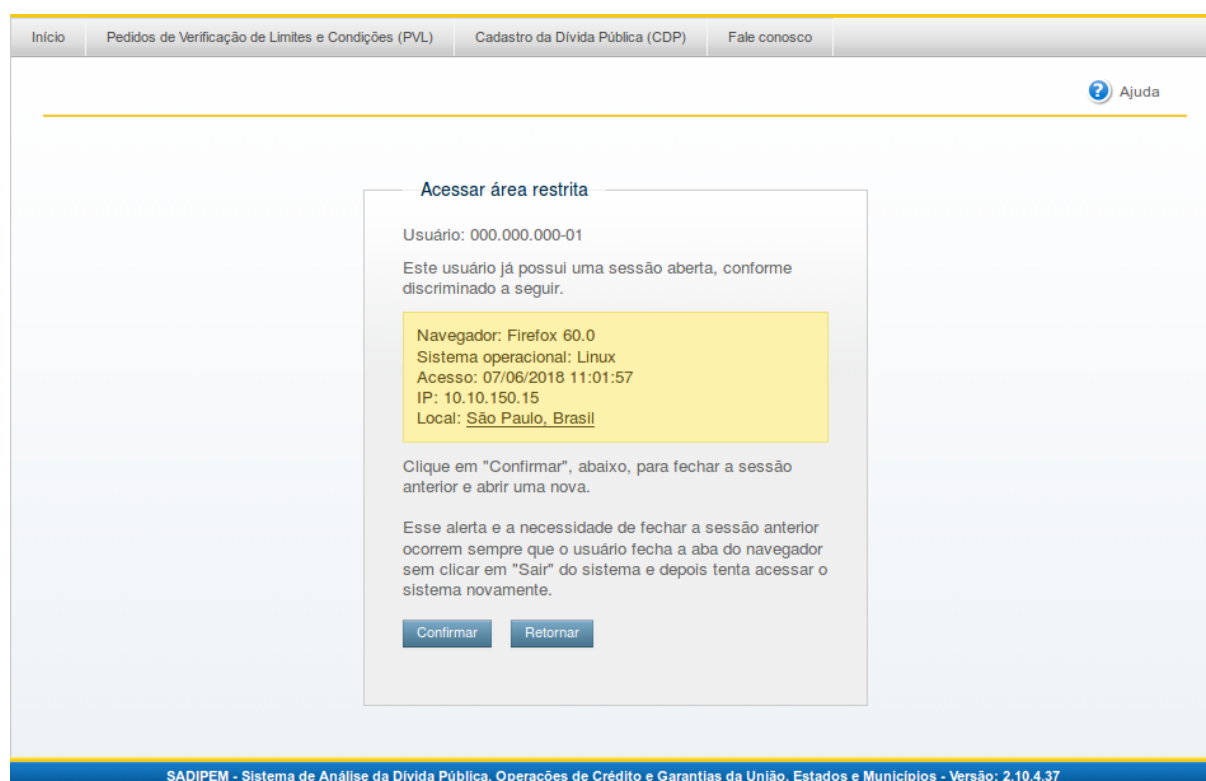 Início Pedidos de Verificação de Limites e Condições (PVL) Cadastro da Dívida Pública (CDP) Fale conosco
Ajuda
Acessar área restrita
Usuário: 000.000.000-01
Este usuário já possui uma sessão aberta, conforme
discriminado a seguir.
Navegador: Firefox 60.0
Sistema operacional: Linux
Acesso: 07/06/2018 11:01:57
IP: 10.10.150.15
Local: São Paulo, Brasil
Clique em "Confirmar", abaixo, para fechar a sessão
anterior e abrir uma nova.
Esse alerta e a necessidade de fechar a sessão anterior
ocorrem sempre que o usuário fecha a aba do navegador
sem clicar em "Sair" do sistema e depois tenta acessar o
sistema novamente.
Confirmar Retornar
SADIPEM - Sistema de Análise da Dívida Pública, Operações de Crédito e Garantias da União, Estados e Municípios - Versão: 2.10.4.37